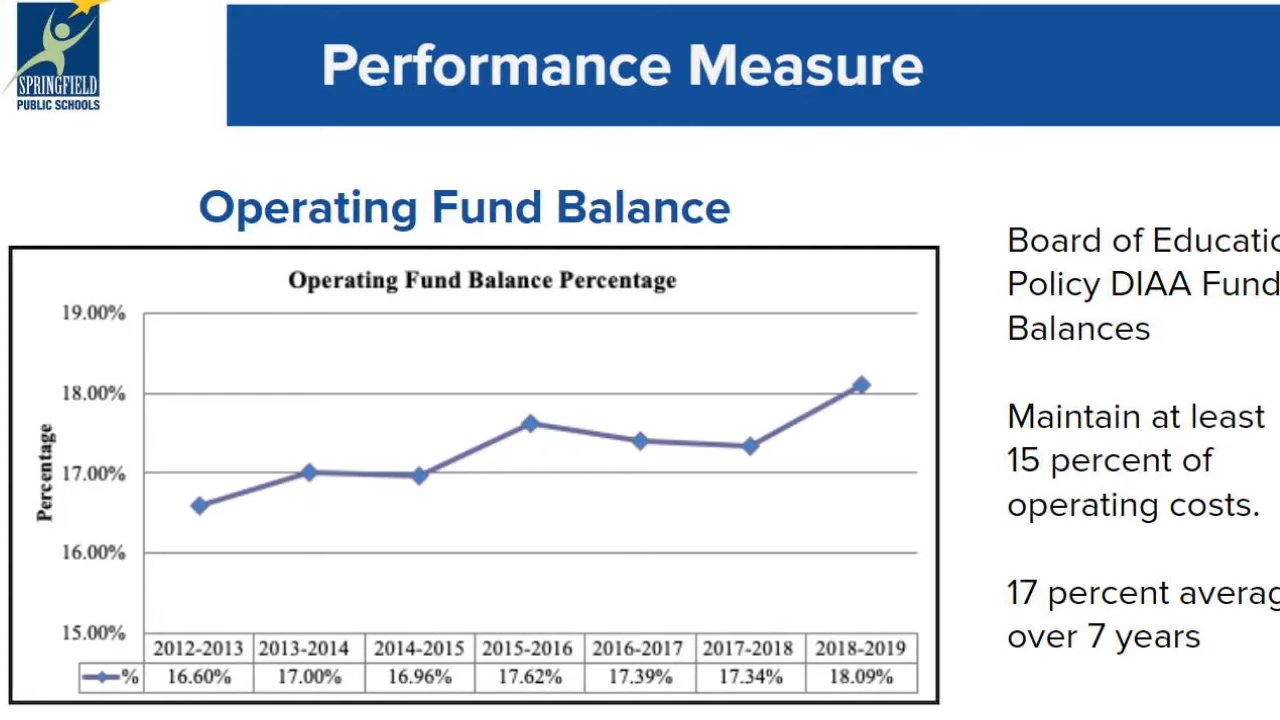 SPRINGFIELD
PUBLIC SCHOOLS
Performance Measure
Operating Fund Balance
Operating Fund Balance Percentage
Percentage
19.00%
18.00%
17.00%
16.00%
15.00%
2012-2013 2013-2014 2014-2015 2015-2016 2016-2017 2017-2018 2018-2019
% 16.60% 17.00% 16.96% 17.62% 17.39% 17.34% 18.09%
Board of Educatio
Policy DIAA Fund
Balances
Maintain at least
15 percent of
operating costs.
17 percent averag
over 7 years